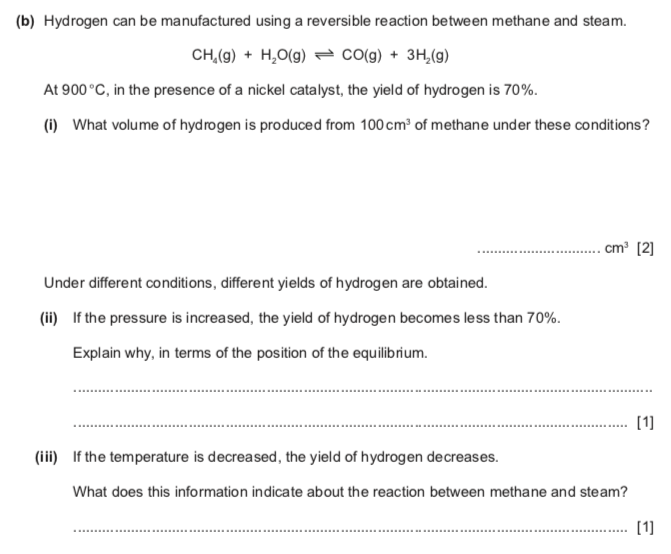 (b) Hydrogen can be manufactured using a reversible reaction between methane and steam.
CH₄(g) + H₂O(g) ⇌ CO(g) + 3H₂(g)
At 900 °C, in the presence of a nickel catalyst, the yield of hydrogen is 70%.
(i) What volume of hydrogen is produced from 100 cm³ of methane under these conditions?
.............................. cm³ [2]
Under different conditions, different yields of hydrogen are obtained.
(ii) If the pressure is increased, the yield of hydrogen becomes less than 70%.
Explain why, in terms of the position of the equilibrium.
..............................
.............................. [1]
(iii) If the temperature is decreased, the yield of hydrogen decreases.
What does this information indicate about the reaction between methane and steam?
.............................. [1]